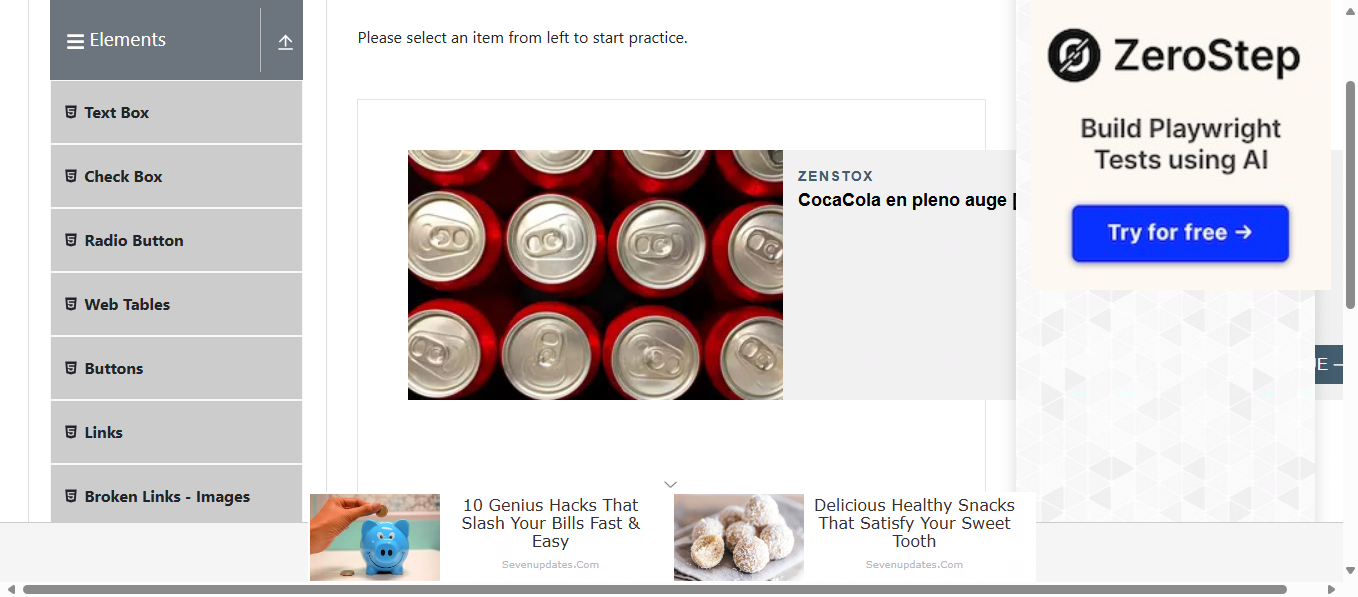 Elements
Text Box
Check Box
Radio Button
Web Tables
Buttons
Links
Broken Links - Images
Please select an item from left to start practice.
ZENSTOX
CocaCola en pleno auge |
ZeroStep
Build Playwright
Tests using AI
Try for free →
10 Genius Hacks That
Slash Your Bills Fast &
Easy
Sevenupdates.Com
Delicious Healthy Snacks
That Satisfy Your Sweet
Tooth
Sevenupdates.Com